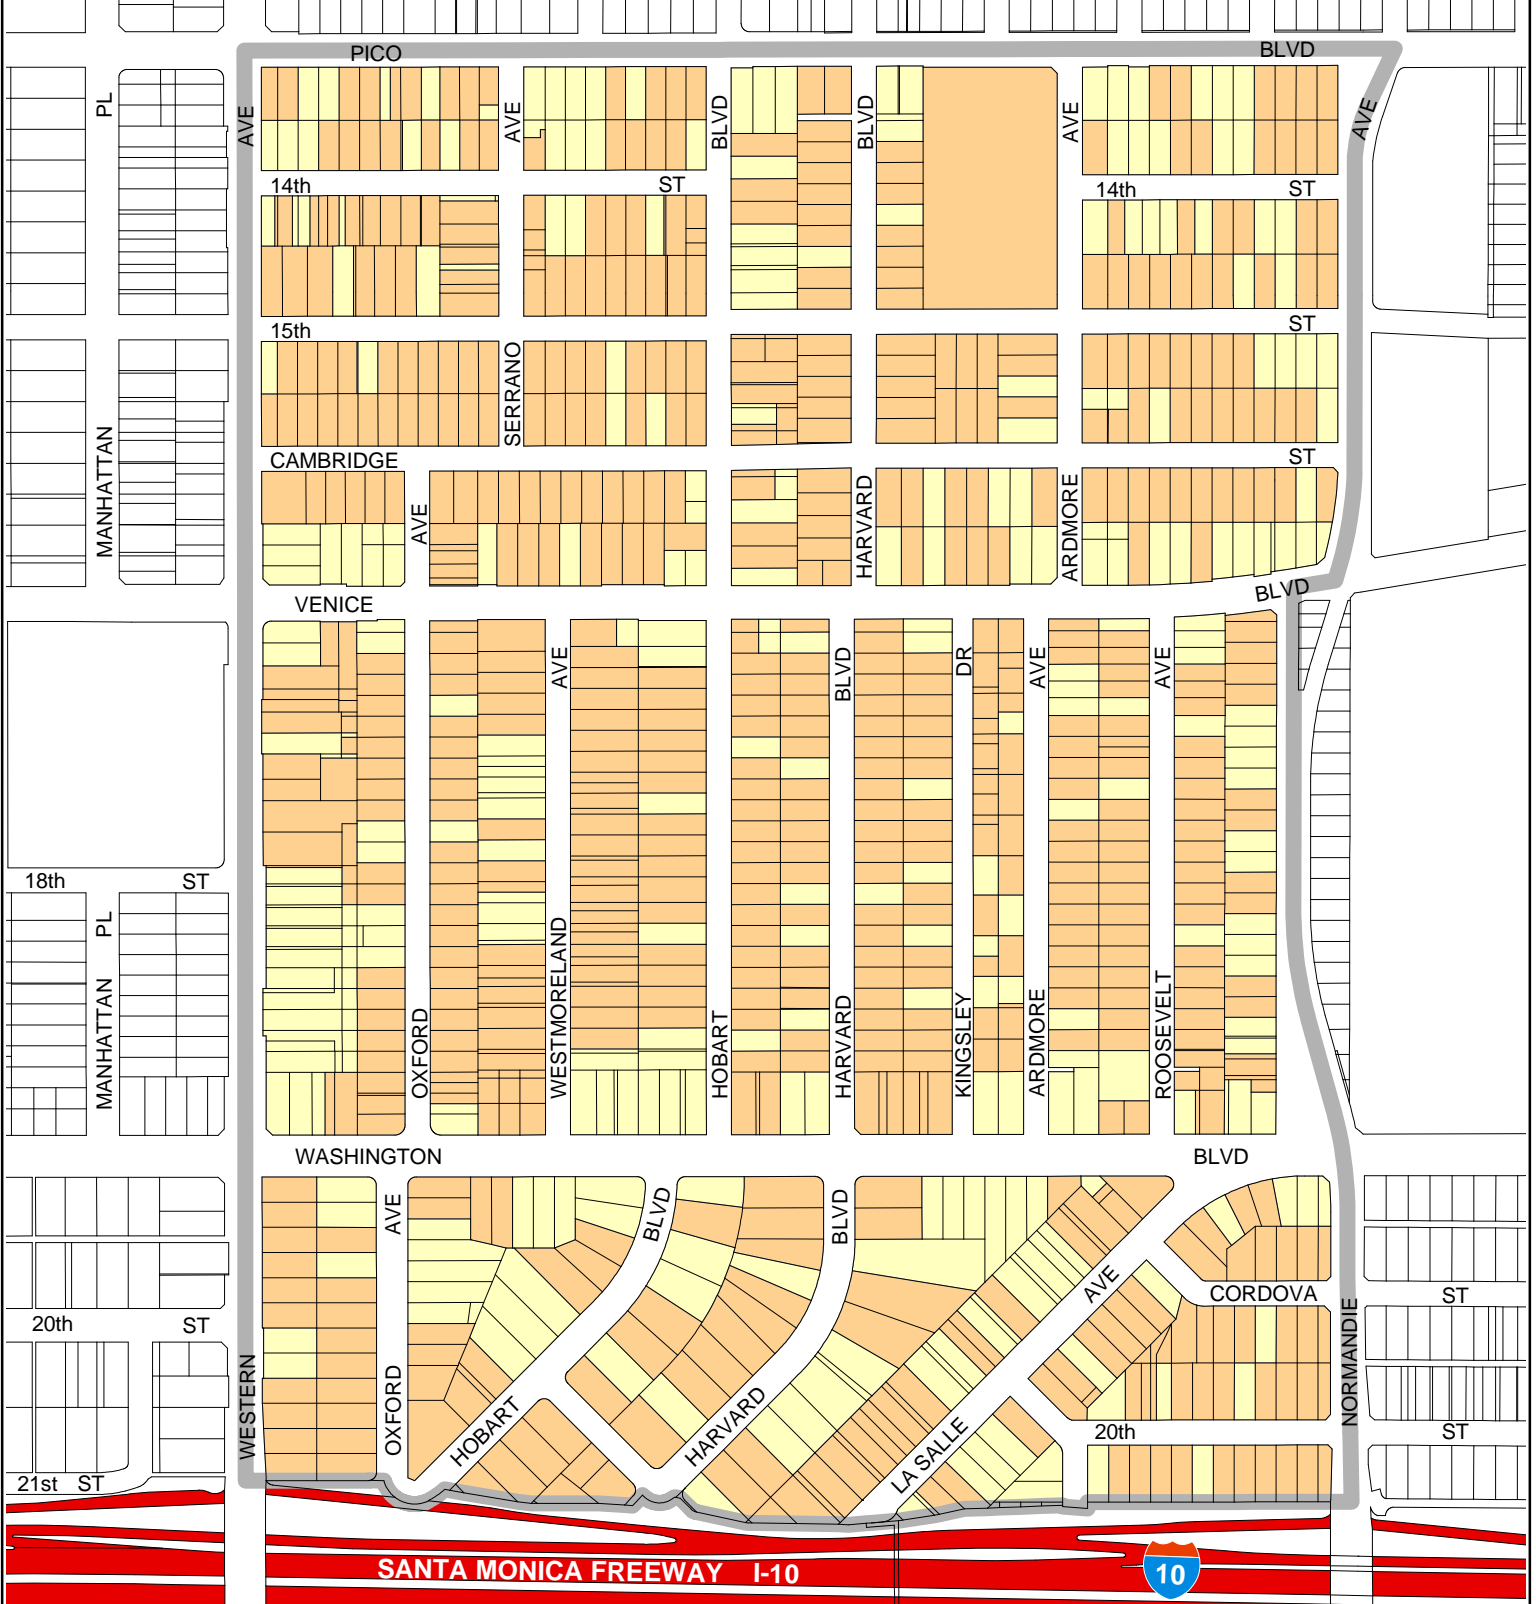 PICO
BLVD
PL
AVE
AVE
BLVD
BLVD
AVE
AVE
14th
ST
14th
ST
15th
ST
MANHATTAN
SERRANO
CAMBRIDGE
ST
AVE
HARVARD
ARDMORE
VENICE
BLVD
AVE
BLVD
DR
AVE
AVE
18th
ST
PL
MANHATTAN
OXFORD
WESTMORELAND
HOBART
HARVARD
KINGSLEY
ARDMORE
ROOSEVELT
WASHINGTON
BLVD
AVE
BLVD
BLVD
AVE
CORDOVA
ST
20th
ST
WESTERN
OXFORD
HOBART
HARVARD
LA SALLE
NORMANDIE
20th
ST
21st ST
SANTA MONICA FREEWAY I-10
10